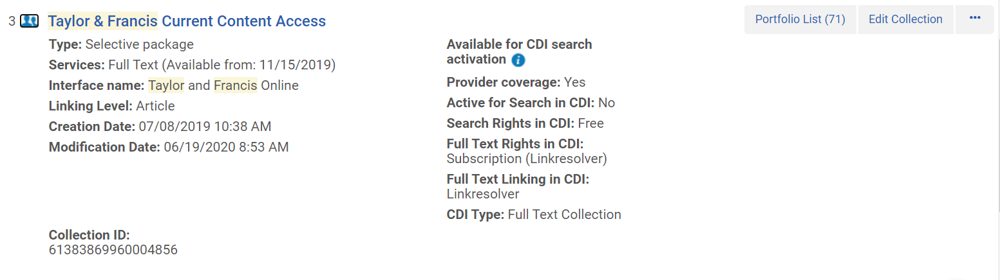 3 Taylor & Francis Current Content Access
Portfolio List (71) Edit Collection ...
Type: Selective package
Services: Full Text (Available from: 11/15/2019)
Interface name: Taylor and Francis Online
Linking Level: Article
Creation Date: 07/08/2019 10:38 AM
Modification Date: 06/19/2020 8:53 AM
Available for CDI search
activation i
Provider coverage: Yes
Active for Search in CDI: No
Search Rights in CDI: Free
Full Text Rights in CDI:
Subscription (Linkresolver)
Full Text Linking in CDI:
Linkresolver
CDI Type: Full Text Collection
Collection ID:
61383869960004856